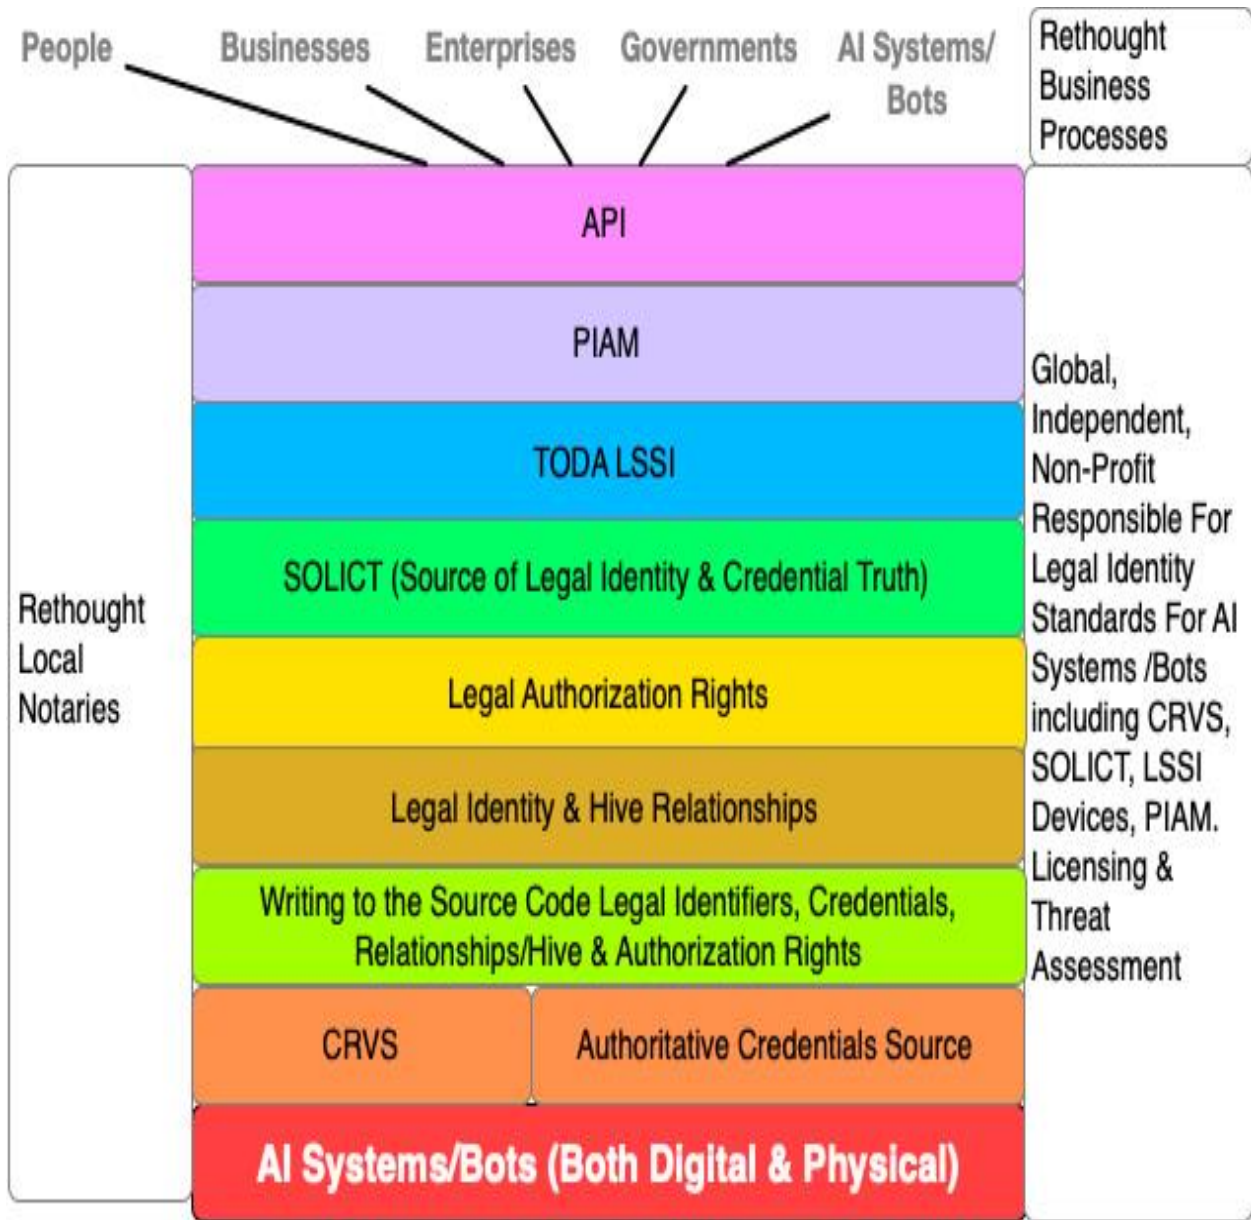 People
Businesses
Enterprises
Governments
AI Systems/
Bots
Rethought
Business
Processes
API
PIAM
TODA LSSI
SOLICT (Source of Legal Identity & Credential Truth)
Legal Authorization Rights
Legal Identity & Hive Relationships
Writing to the Source Code Legal Identifiers, Credentials,
Relationships/Hive & Authorization Rights
CRVS
Authoritative Credentials Source
AI Systems/Bots (Both Digital & Physical)
Rethought
Local
Notaries
Global,
Independent,
Non-Profit
Responsible For
Legal Identity
Standards For AI
Systems /Bots
including CRVS,
SOLICT, LSSI
Devices, PIAM.
Licensing &
Threat
Assessment